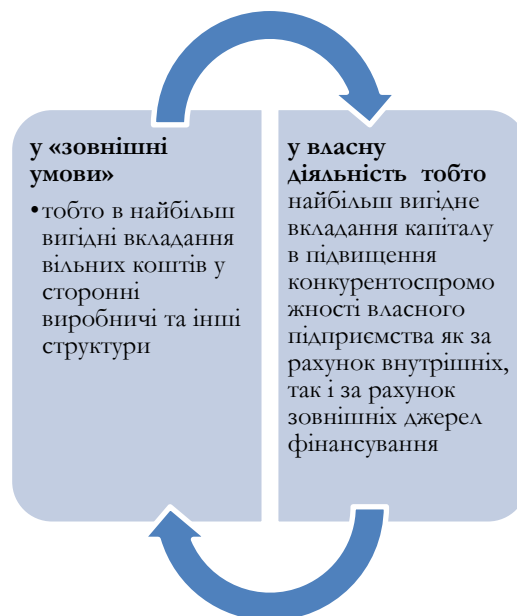 у «зовнішні
умови»
•тобто в найбільш
вигідні вкладання
вільних коштів у
сторонні
виробничі та інші
структури
у власну
діяльність тобто
найбільш вигідне
вкладання капіталу
в підвищення
конкурентоспромо
жності власного
підприємства як за
рахунок внутрішніх,
так і за рахунок
зовнішніх джерел
фінансування